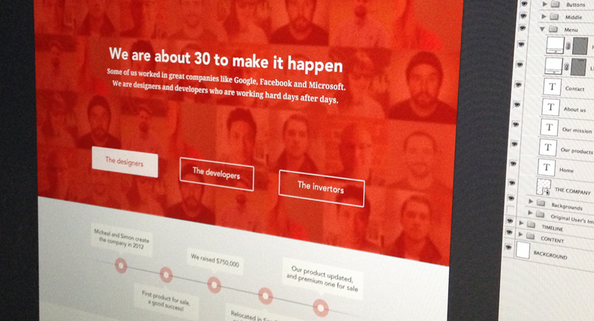 We are about 30 to make it happen
Some of us worked in great companies like Google, Facebook and Microsoft.
We are designers and developers who are working hard days after days.
The designers
The developers
The invertors
Micheal and Simon create
the company in 2012
We raised $750,000
Our product updated,
and premium one for sale
First product for sale,
a good success!
Relocated in
Buttons
Middle
Menu
Contact
About us
Our mission
Our products
Home
THE COMPANY
Backgrounds
Original User's
TIMELINE
CONTENT
BACKGROUND